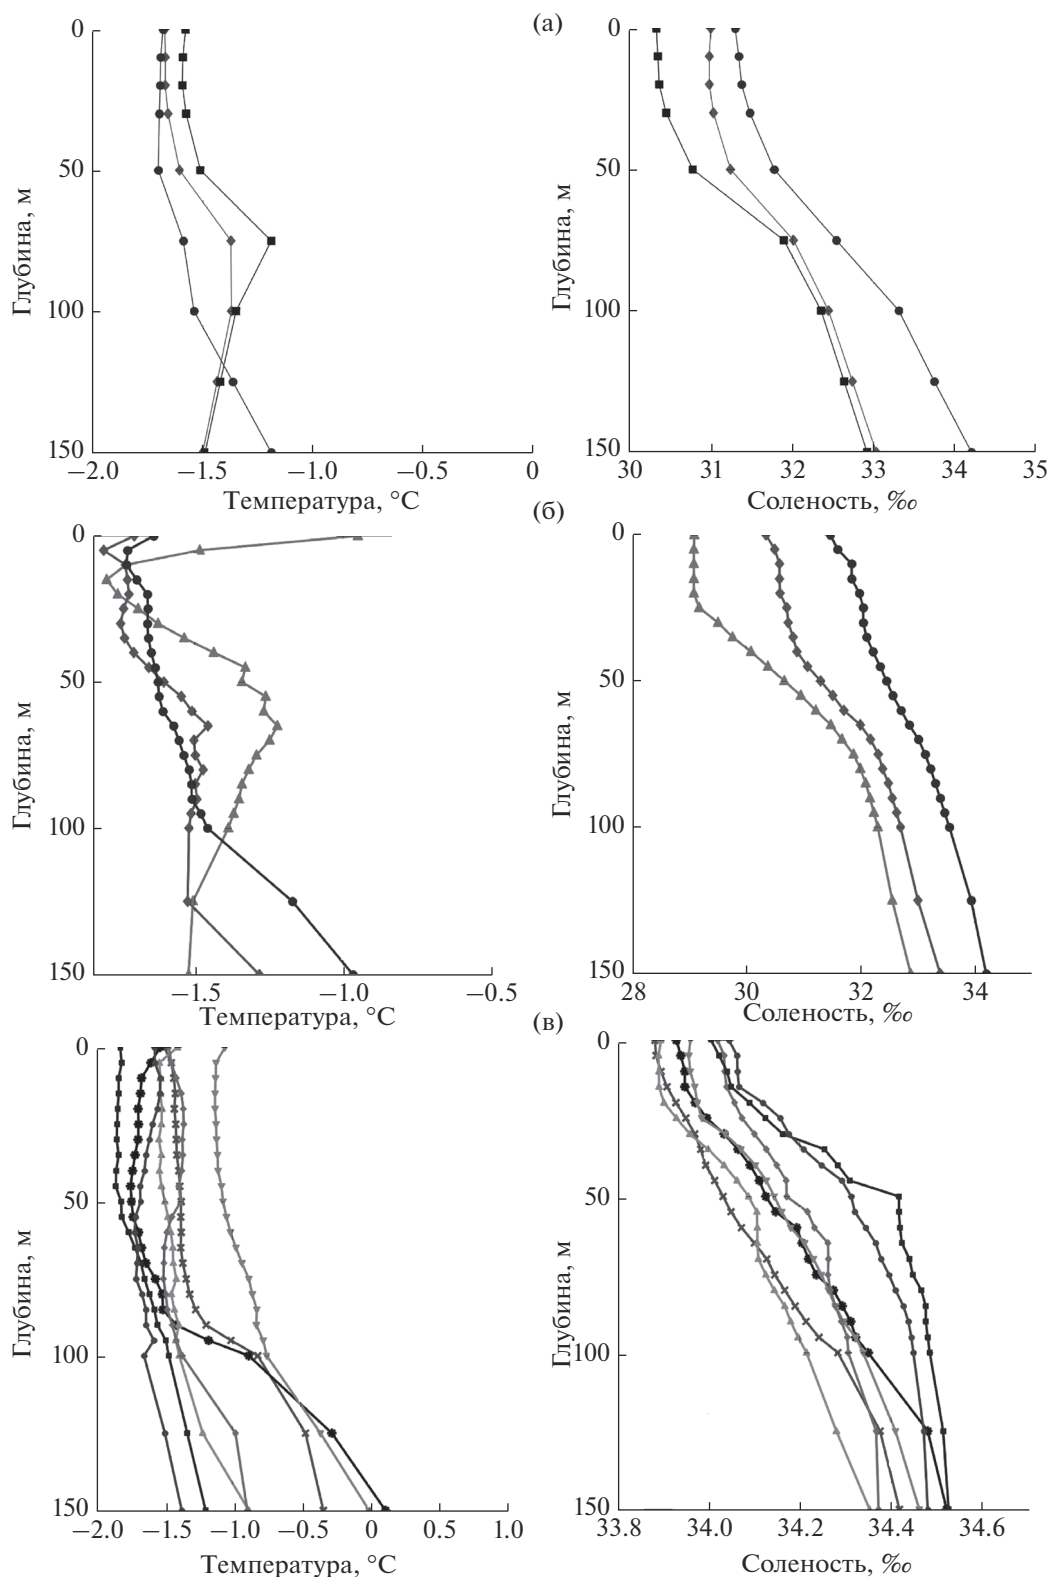 (а)
0
50
100
150
Глубина, м
−2.0 −1.5 −1.0 −0.5 0
Температура, °C
0
50
100
150
Глубина, м
30 31 32 33 34 35
Соленость, ‰
(б)
0
50
100
150
Глубина, м
−1.5 −1.0 −0.5
Температура, °C
0
50
100
150
Глубина, м
28 30 32 34
Соленость, ‰
(в)
0
50
100
150
Глубина, м
−2.0 −1.5 −1.0 −0.5 0 0.5 1.0
Температура, °C
0
50
100
150
Глубина, м
33.8 34.0 34.2 34.4 34.6
Соленость, ‰